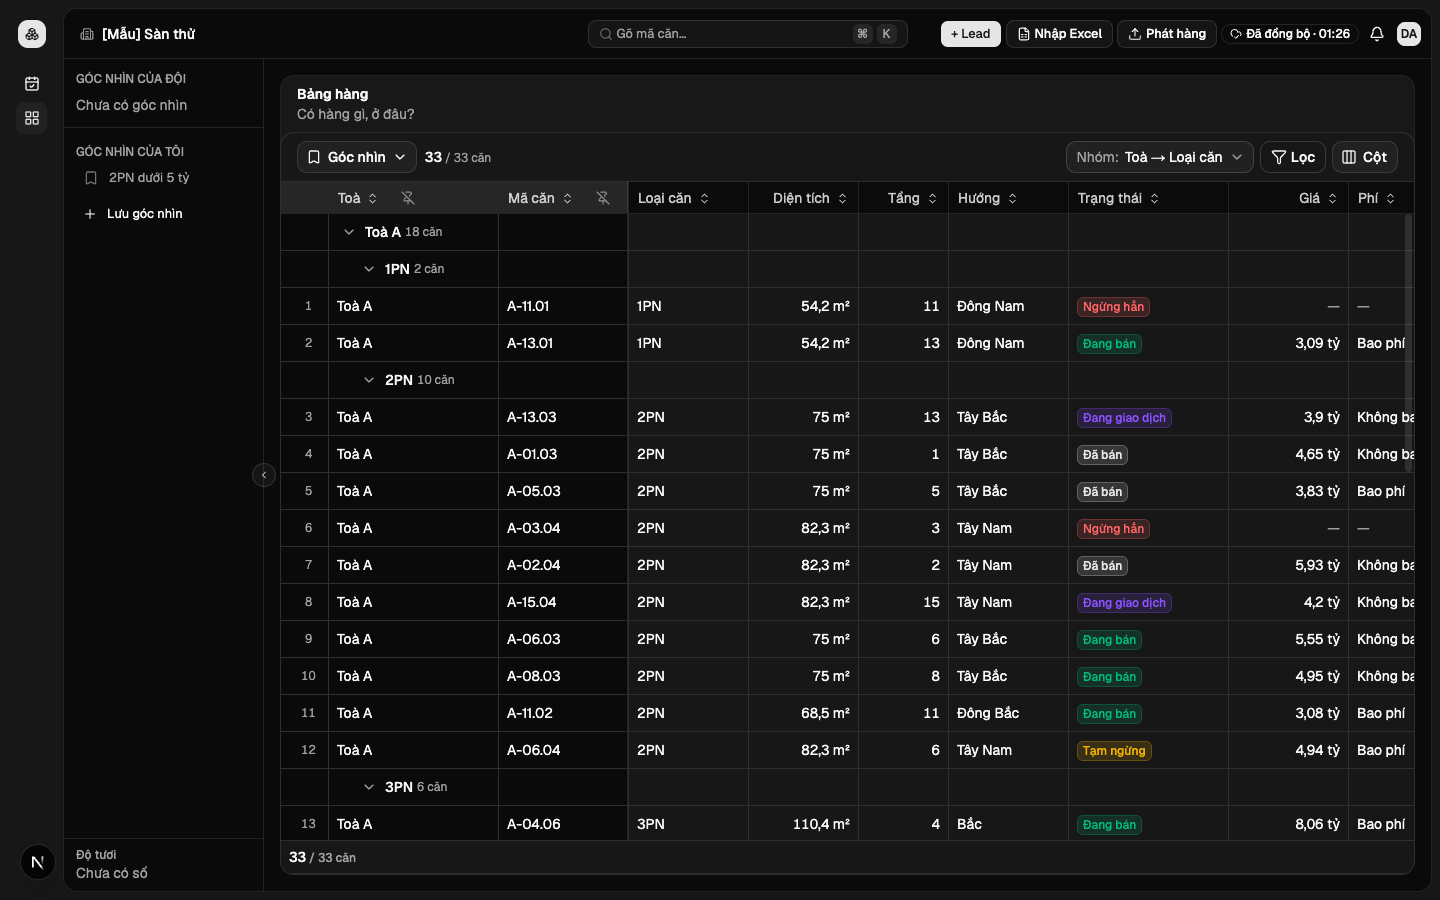 [Mẫu] Sàn thử
Gõ mã căn...
⌘ K
+ Lead
Nhập Excel
Phát hàng
Đã đồng bộ · 01:26
DA
GÓC NHÌN CỦA ĐỘI
Chưa có góc nhìn
GÓC NHÌN CỦA TÔI
2PN dưới 5 tỷ
+ Lưu góc nhìn
Độ tươi
Chưa có số
N
Bảng hàng
Có hàng gì, ở đâu?
Góc nhìn
33 / 33 căn
Nhóm: Toà → Loại căn
Lọc
Cột
Toà Mã căn Loại căn Diện tích Tầng Hướng Trạng thái Giá Phí
Toà A 18 căn
1PN 2 căn
1 Toà A A-11.01 1PN 54,2 m² 11 Đông Nam Ngừng hẳn — —
2 Toà A A-13.01 1PN 54,2 m² 13 Đông Nam Đang bán 3,09 tỷ Bao phí
2PN 10 căn
3 Toà A A-13.03 2PN 75 m² 13 Tây Bắc Đang giao dịch 3,9 tỷ Không ba
4 Toà A A-01.03 2PN 75 m² 1 Tây Bắc Đã bán 4,65 tỷ Không ba
5 Toà A A-05.03 2PN 75 m² 5 Tây Bắc Đã bán 3,83 tỷ Bao phí
6 Toà A A-03.04 2PN 82,3 m² 3 Tây Nam Ngừng hẳn — —
7 Toà A A-02.04 2PN 82,3 m² 2 Tây Nam Đã bán 5,93 tỷ Không ba
8 Toà A A-15.04 2PN 82,3 m² 15 Tây Nam Đang giao dịch 4,2 tỷ Không ba
9 Toà A A-06.03 2PN 75 m² 6 Tây Bắc Đang bán 5,55 tỷ Không ba
10 Toà A A-08.03 2PN 75 m² 8 Tây Bắc Đang bán 4,95 tỷ Không ba
11 Toà A A-11.02 2PN 68,5 m² 11 Đông Bắc Đang bán 3,08 tỷ Bao phí
12 Toà A A-06.04 2PN 82,3 m² 6 Tây Nam Tạm ngừng 4,94 tỷ Bao phí
3PN 6 căn
13 Toà A A-04.06 3PN 110,4 m² 4 Bắc Đang bán 8,06 tỷ Bao phí
33 / 33 căn